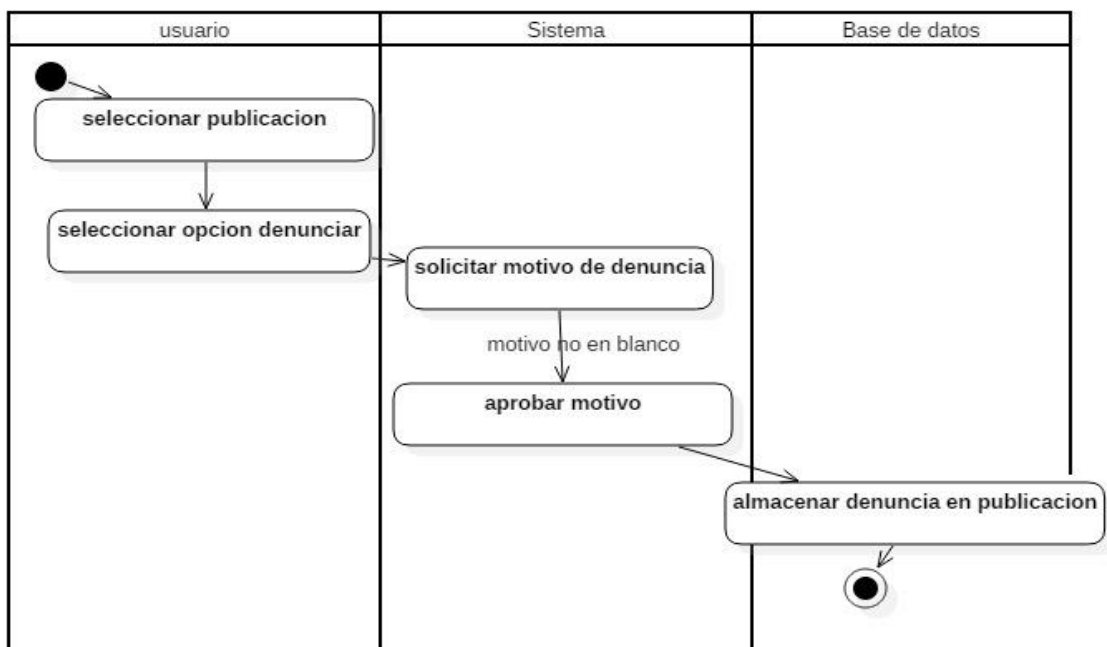 usuario
Sistema
Base de datos
seleccionar publicacion
seleccionar opcion denunciar
solicitar motivo de denuncia
motivo no en blanco
aprobar motivo
almacenar denuncia en publicacion